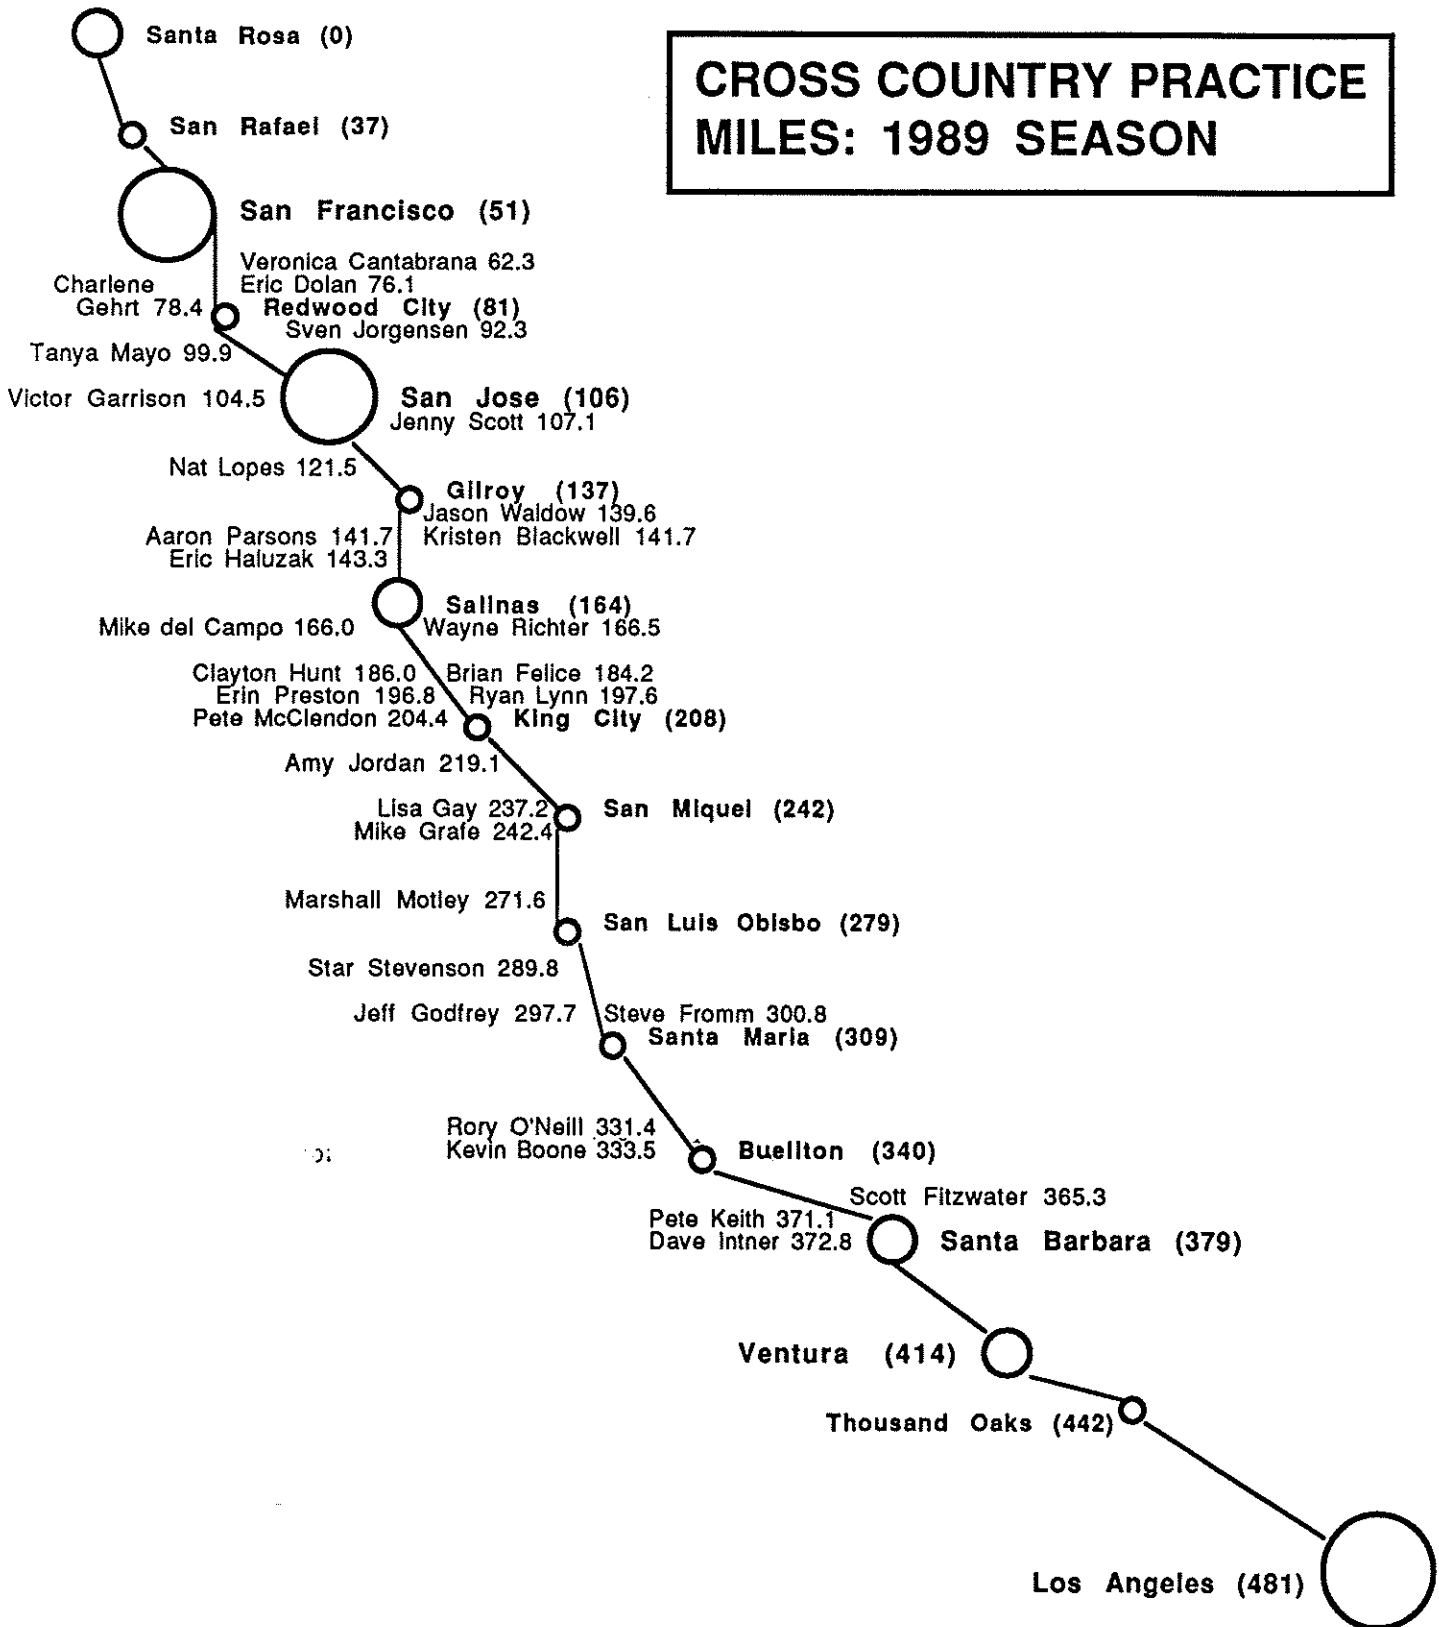 Santa Rosa (0)
CROSS COUNTRY PRACTICE
MILES: 1989 SEASON
San Rafael (37)
San Francisco (51)
Veronica Cantabrana 62.3
Charlene
Gehrt 78.4
Eric Dolan 76.1
Redwood City (81)
Sven Jorgensen 92.3
Tanya Mayo 99.9
Victor Garrison 104.5
San Jose (106)
Jenny Scott 107.1
Nat Lopes 121.5
Gilroy (137)
Jason Waldow 139.6
Aaron Parsons 141.7
Kristen Blackwell 141.7
Eric Haluzak 143.3
Salinas (164)
Mike del Campo 166.0
Wayne Richter 166.5
Clayton Hunt 186.0
Brian Felice 184.2
Erin Preston 196.8
Ryan Lynn 197.6
Pete McClendon 204.4
King City (208)
Amy Jordan 219.1
Lisa Gay 237.2
San Miquel (242)
Mike Grafe 242.4
Marshall Motley 271.6
San Luis Obisbo (279)
Star Stevenson 289.8
Jeff Godfrey 297.7
Steve Fromm 300.8
Santa Maria (309)
Rory O'Neill 331.4
Kevin Boone 333.5
Buellton (340)
Scott Fitzwater 365.3
Pete Keith 371.1
Dave Intner 372.8
Santa Barbara (379)
Ventura (414)
Thousand Oaks (442)
Los Angeles (481)